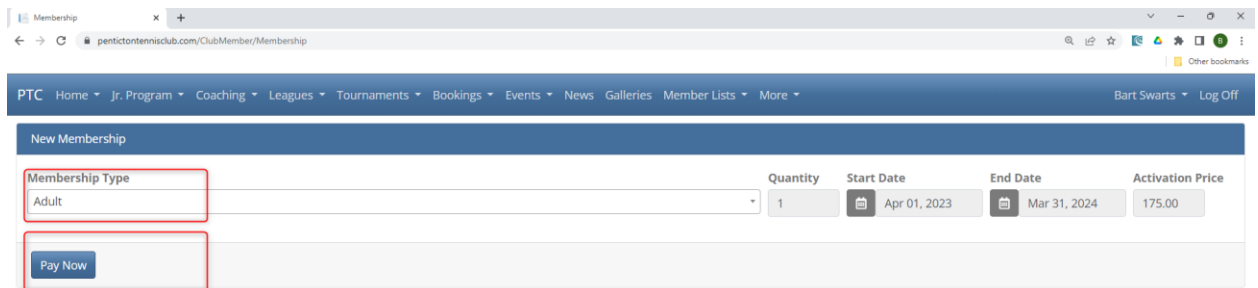 Membership
pentictontennisclub.com/ClubMember/Membership
B
Other bookmarks
PTC Home Jr. Program Coaching Leagues Tournaments Bookings Events News Galleries Member Lists More Bart Swarts Log Off
New Membership
Membership Type Quantity Start Date End Date Activation Price
Adult 1 Apr 01, 2023 Mar 31, 2024 175.00
Pay Now